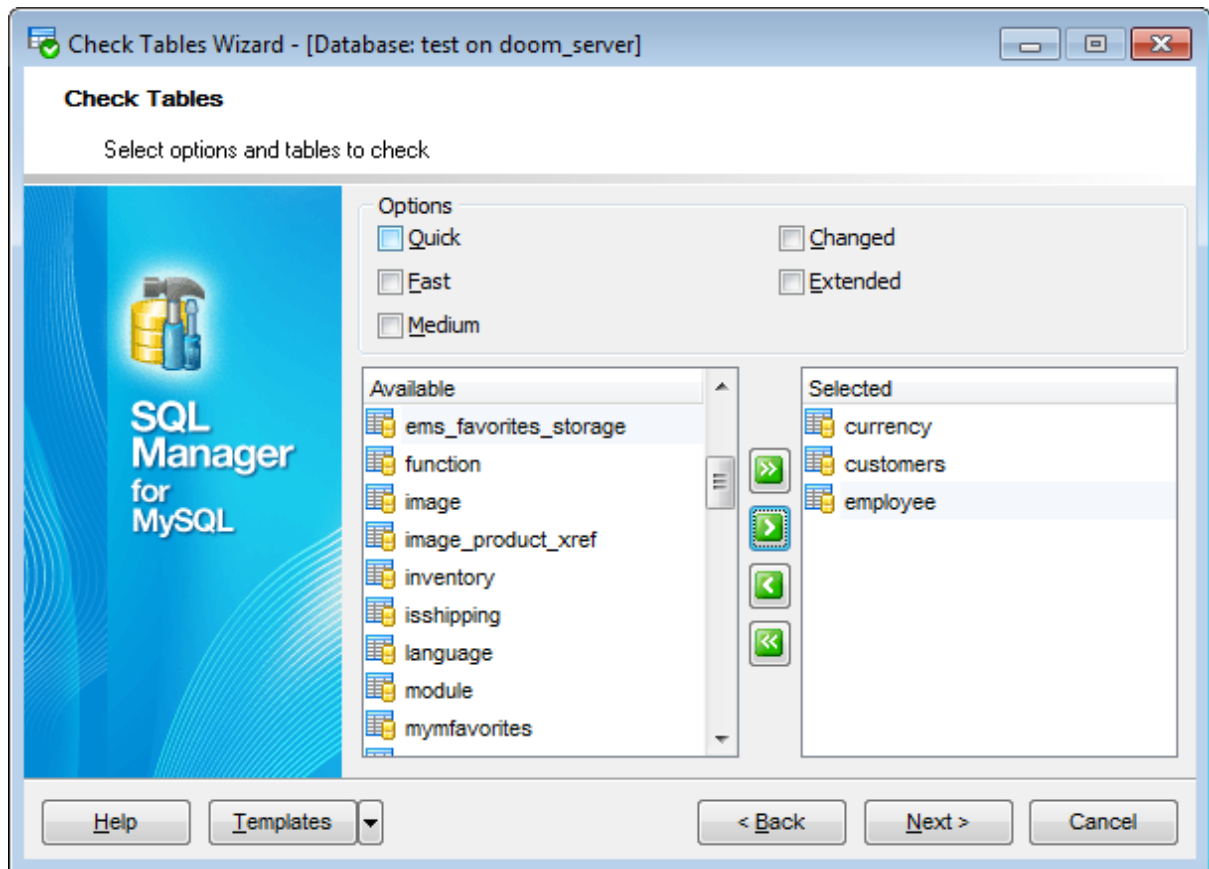 Check Tables Wizard - [Database: test on doom_server]
Check Tables
Select options and tables to check
SQL
Manager
for
MySQL
Options
Quick
Changed
Fast
Extended
Medium
Available
ems_favorites_storage
function
image
image_product_xref
inventory
isshipping
language
module
mymfavorites
Selected
currency
customers
employee
Help
Templates
< Back
Next >
Cancel